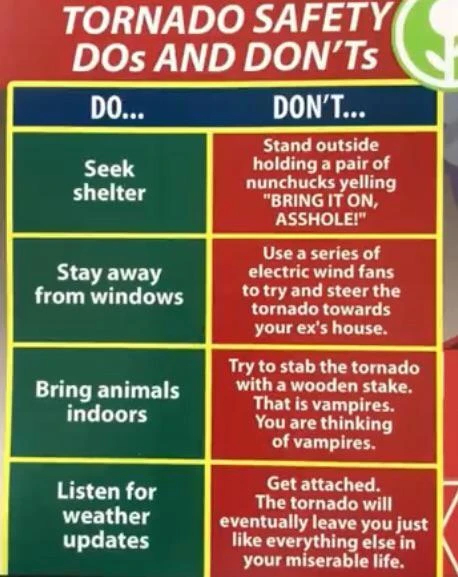 TORNADO SAFETY
DOs AND DON'Ts
DO...
DON'T...
Seek
shelter
Stand outside
holding a pair of
nunchucks yelling
"BRING IT ON,
ASSHOLE!"
Stay away
from windows
Use a series of
electric wind fans
to try and steer the
tornado towards
your ex's house.
Bring animals
indoors
Try to stab the tornado
with a wooden stake.
That is vampires.
You are thinking
of vampires.
Listen for
weather
updates
Get attached.
The tornado will
eventually leave you just
like everything else in
your miserable life.